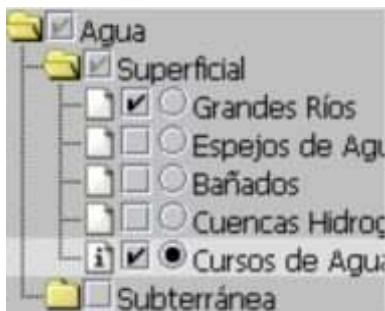 Agua
Superficial
Grandes Ríos
Espejos de Agu
Bañados
Cuencas Hidrog
Cursos de Agua
Subterránea